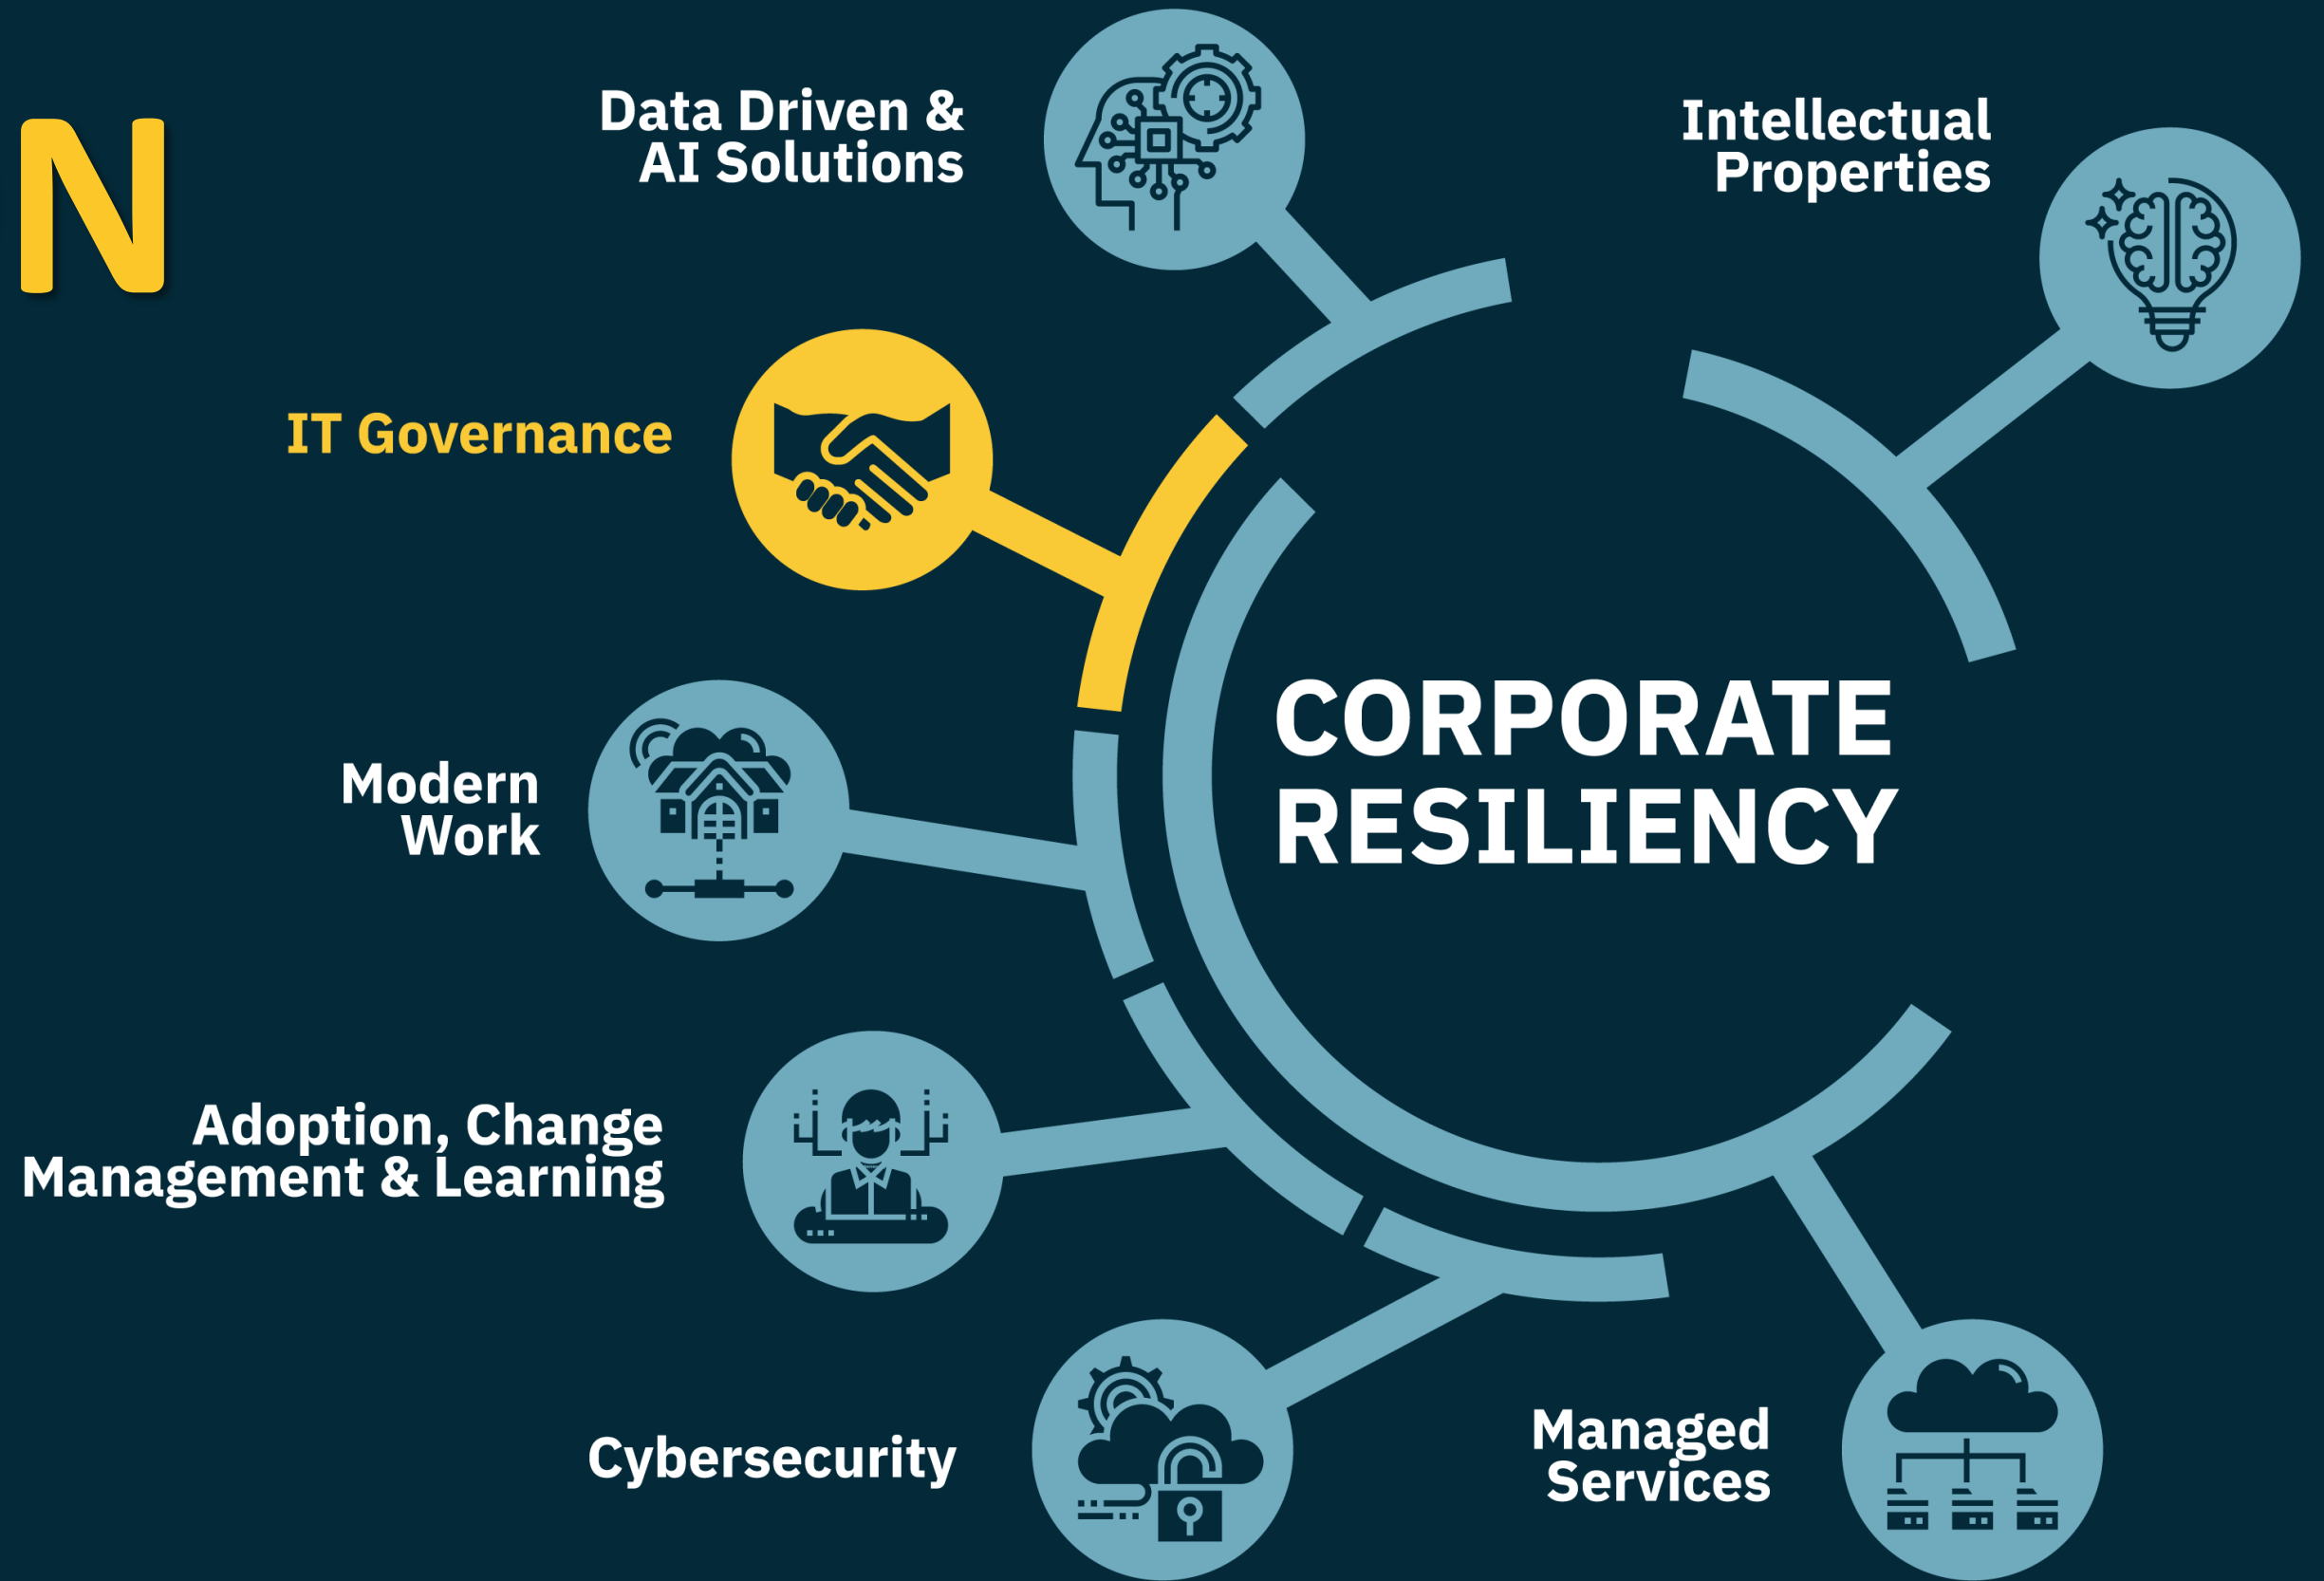 N
Data Driven &
AI Solutions
Intellectual
Properties
IT Governance
CORPORATE
RESILIENCY
Modern
Work
Adoption, Change
Management & Learning
Cybersecurity
Managed
Services